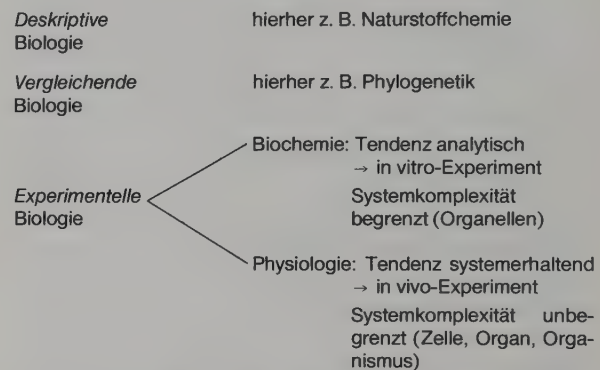 Deskriptive hierher z. B. Naturstoffchemie
Biologie
Vergleichende hierher z. B. Phylogenetik
Biologie
Biochemie: Tendenz analytisch
→ in vitro-Experiment
Experimentelle Systemkomplexität
Biologie begrenzt (Organellen)
Physiologie: Tendenz systemerhaltend
→ in vivo-Experiment
Systemkomplexität unbe-
grenzt (Zelle, Organ, Orga-
nismus)